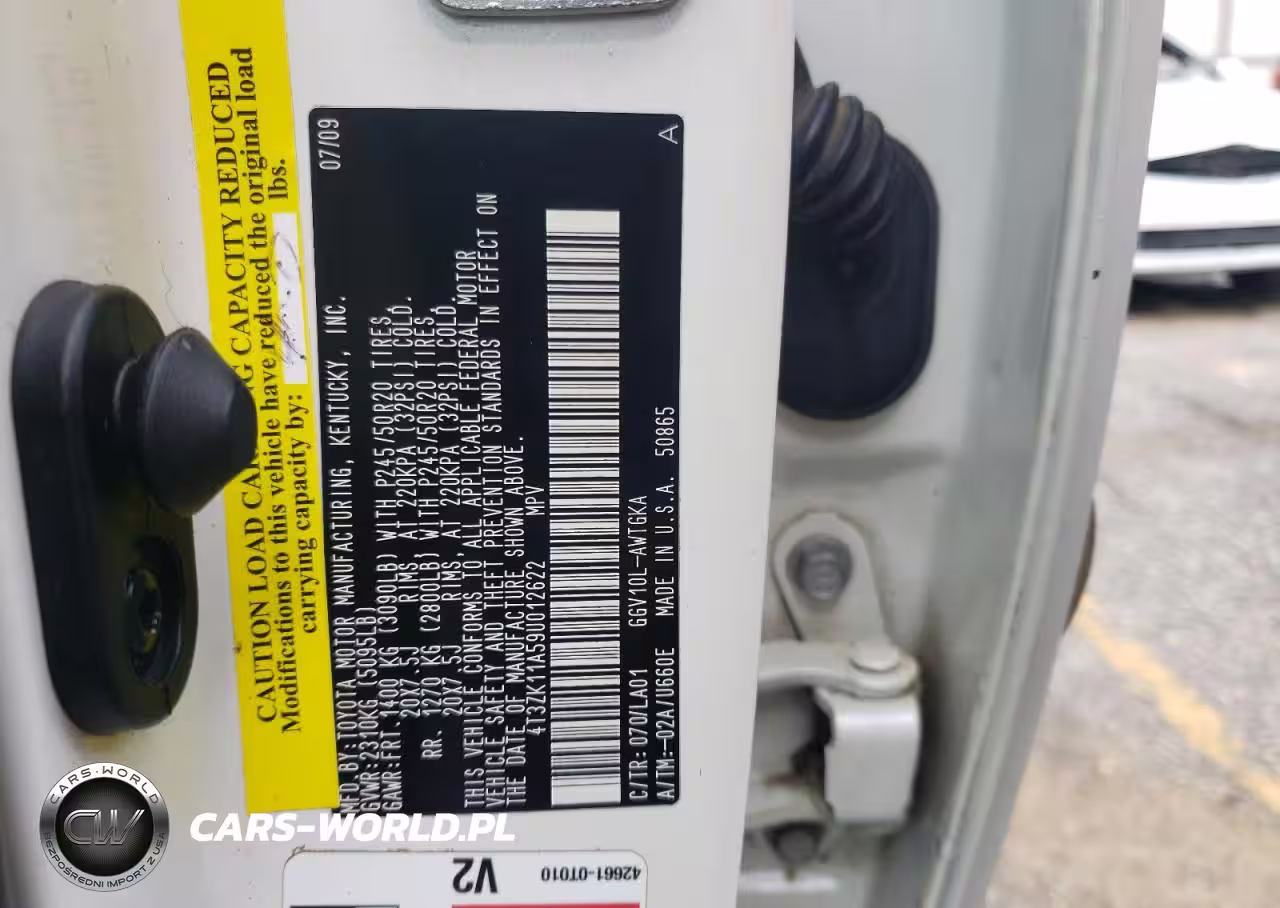 CAUTION LOAD CAR NG CAPACITY REDUCED
Modifications to this vehicle have reduced the original load
carrying capacity by: lbs.
07/09
MFD.BY:TOYOTA MOTOR MANUFACTURING, KENTUCKY, INC.
GVWR:2310KG (5095LB)
GAWR:FRT.1400 KG (3090LB) WITH P245/50R20 TIRES,
20X7.5J RIMS, AT 220KPA (32PSI) COLD.
RR. 1270 KG (2800LB) WITH P245/50R20 TIRES,
20X7.5J RIMS, AT 220KPA (32PSI) COLD.
THIS VEHICLE CONFORMS TO ALL APPLICABLE FEDERAL MOTOR
VEHICLE SAFETY AND THEFT PREVENTION STANDARDS IN EFFECT ON
THE DATE OF MANUFACTURE SHOWN ABOVE.
4T3ZK11A59U012622 MPV
C/TR:070/LA01 GGV10L-AWTGKA
A/TM:-02A/U660E MADE IN U.S.A. 50865
A
V2
42661-0T010
CARS-WORLD
CW
BEZPOŚREDNI IMPORT Z USA
CARS-WORLD.PL